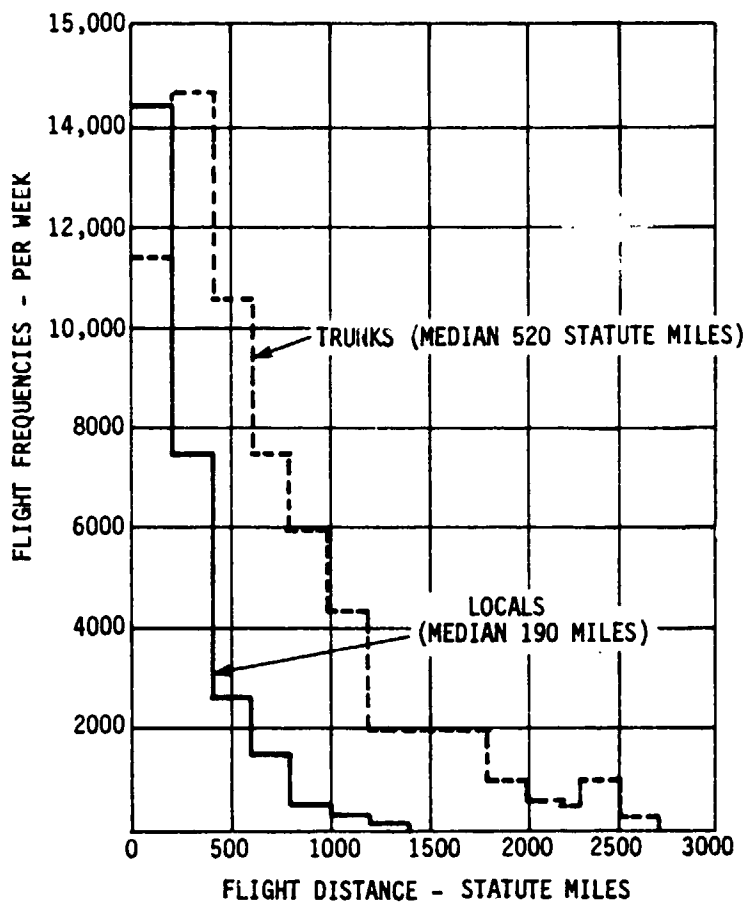 15,000
14,000
12,000
10,000
8000
6000
4000
2000
FLIGHT FREQUENCIES - PER WEEK
TRUNKS (MEDIAN 520 STATUTE MILES)
LOCALS
(MEDIAN 190 MILES)
0 500 1000 1500 2000 2500 3000
FLIGHT DISTANCE - STATUTE MILES